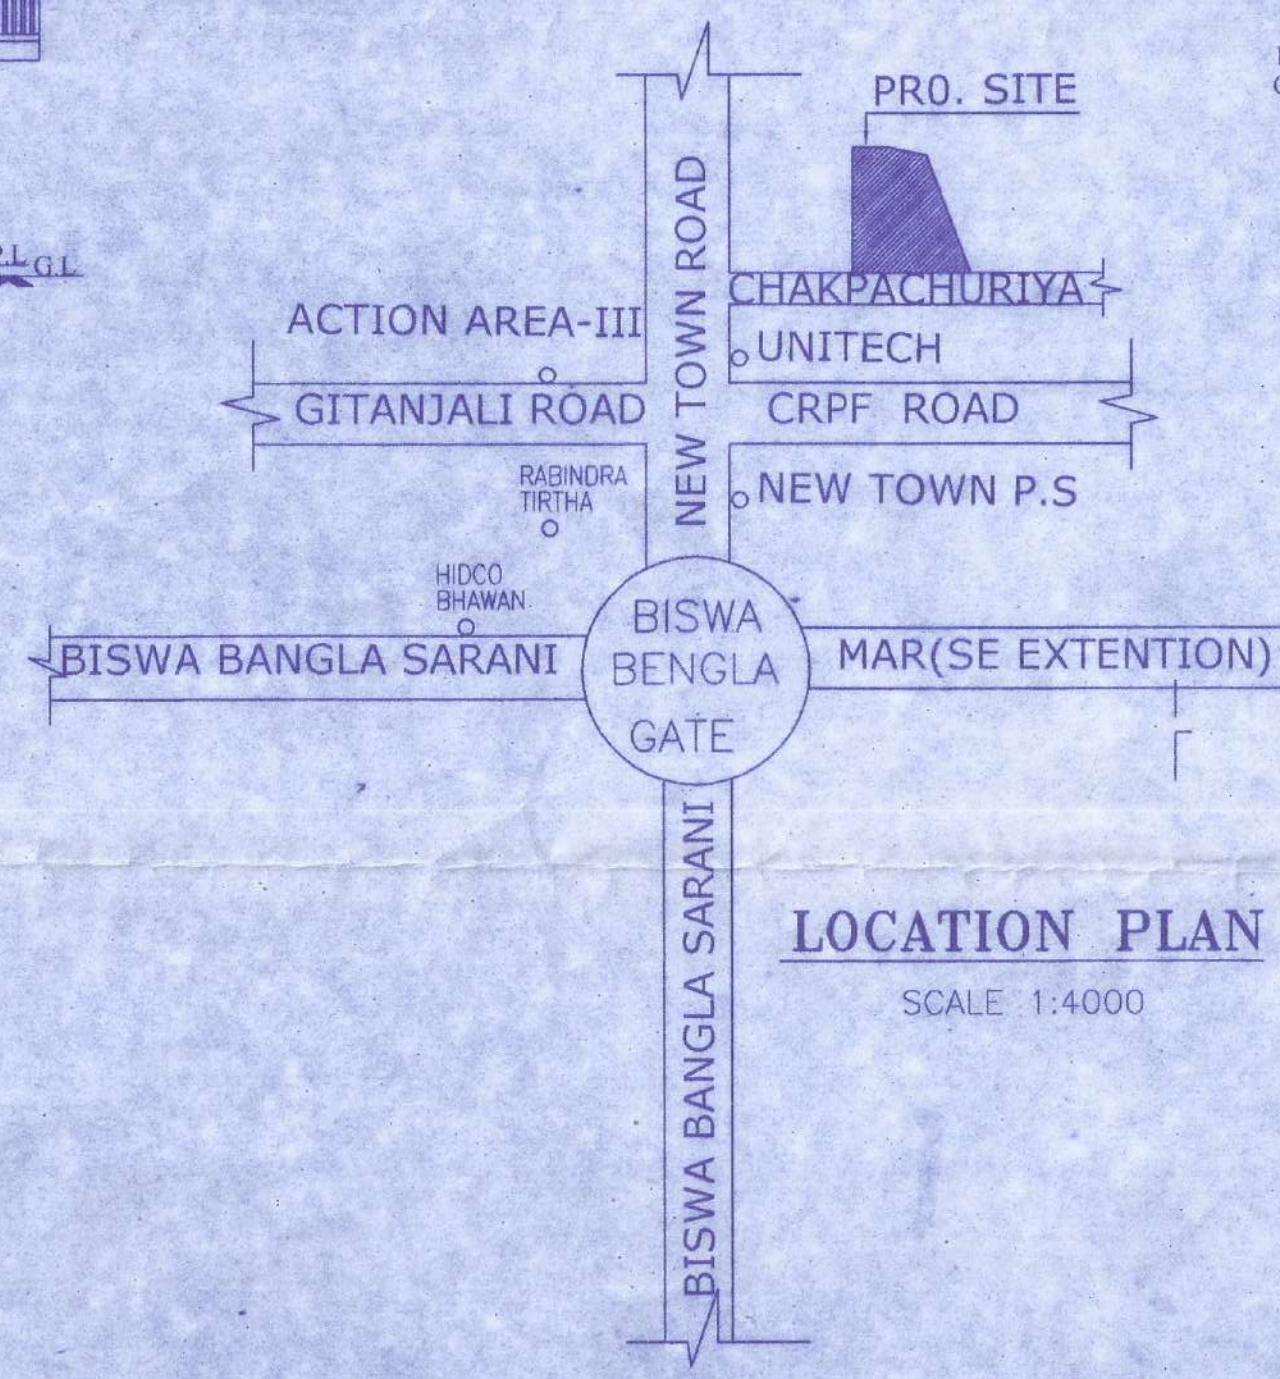 PRO. SITE
P.L G.L
NEW TOWN ROAD
CHAKPACHURIYA
ACTION AREA-III
UNITECH
GITANJALI ROAD
CRPF ROAD
RABINDRA
TIRTHA
NEW TOWN P.S
HIDCO
BHAWAN
BISWA
BENGLA
GATE
BISWA BANGLA SARANI
MAR(SE EXTENTION)
BISWA BANGLA SARANI
LOCATION PLAN
SCALE 1:4000